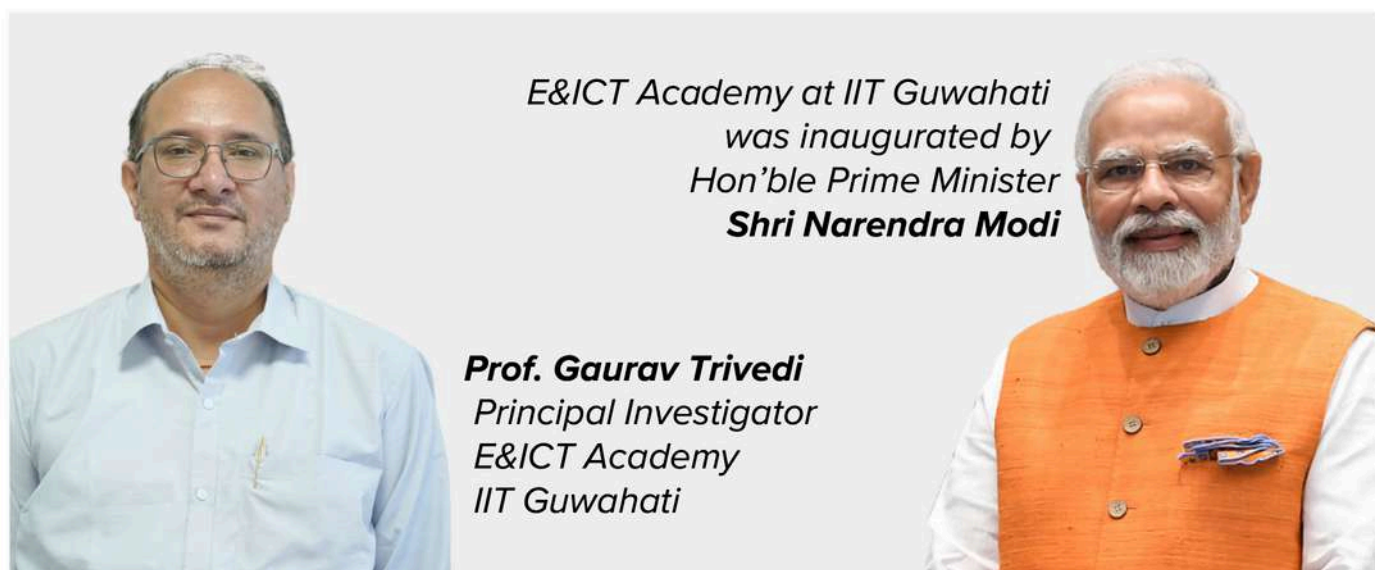 E&ICT Academy at IIT Guwahati
was inaugurated by
Hon’ble Prime Minister
Shri Narendra Modi
Prof. Gaurav Trivedi
Principal Investigator
E&ICT Academy
IIT Guwahati